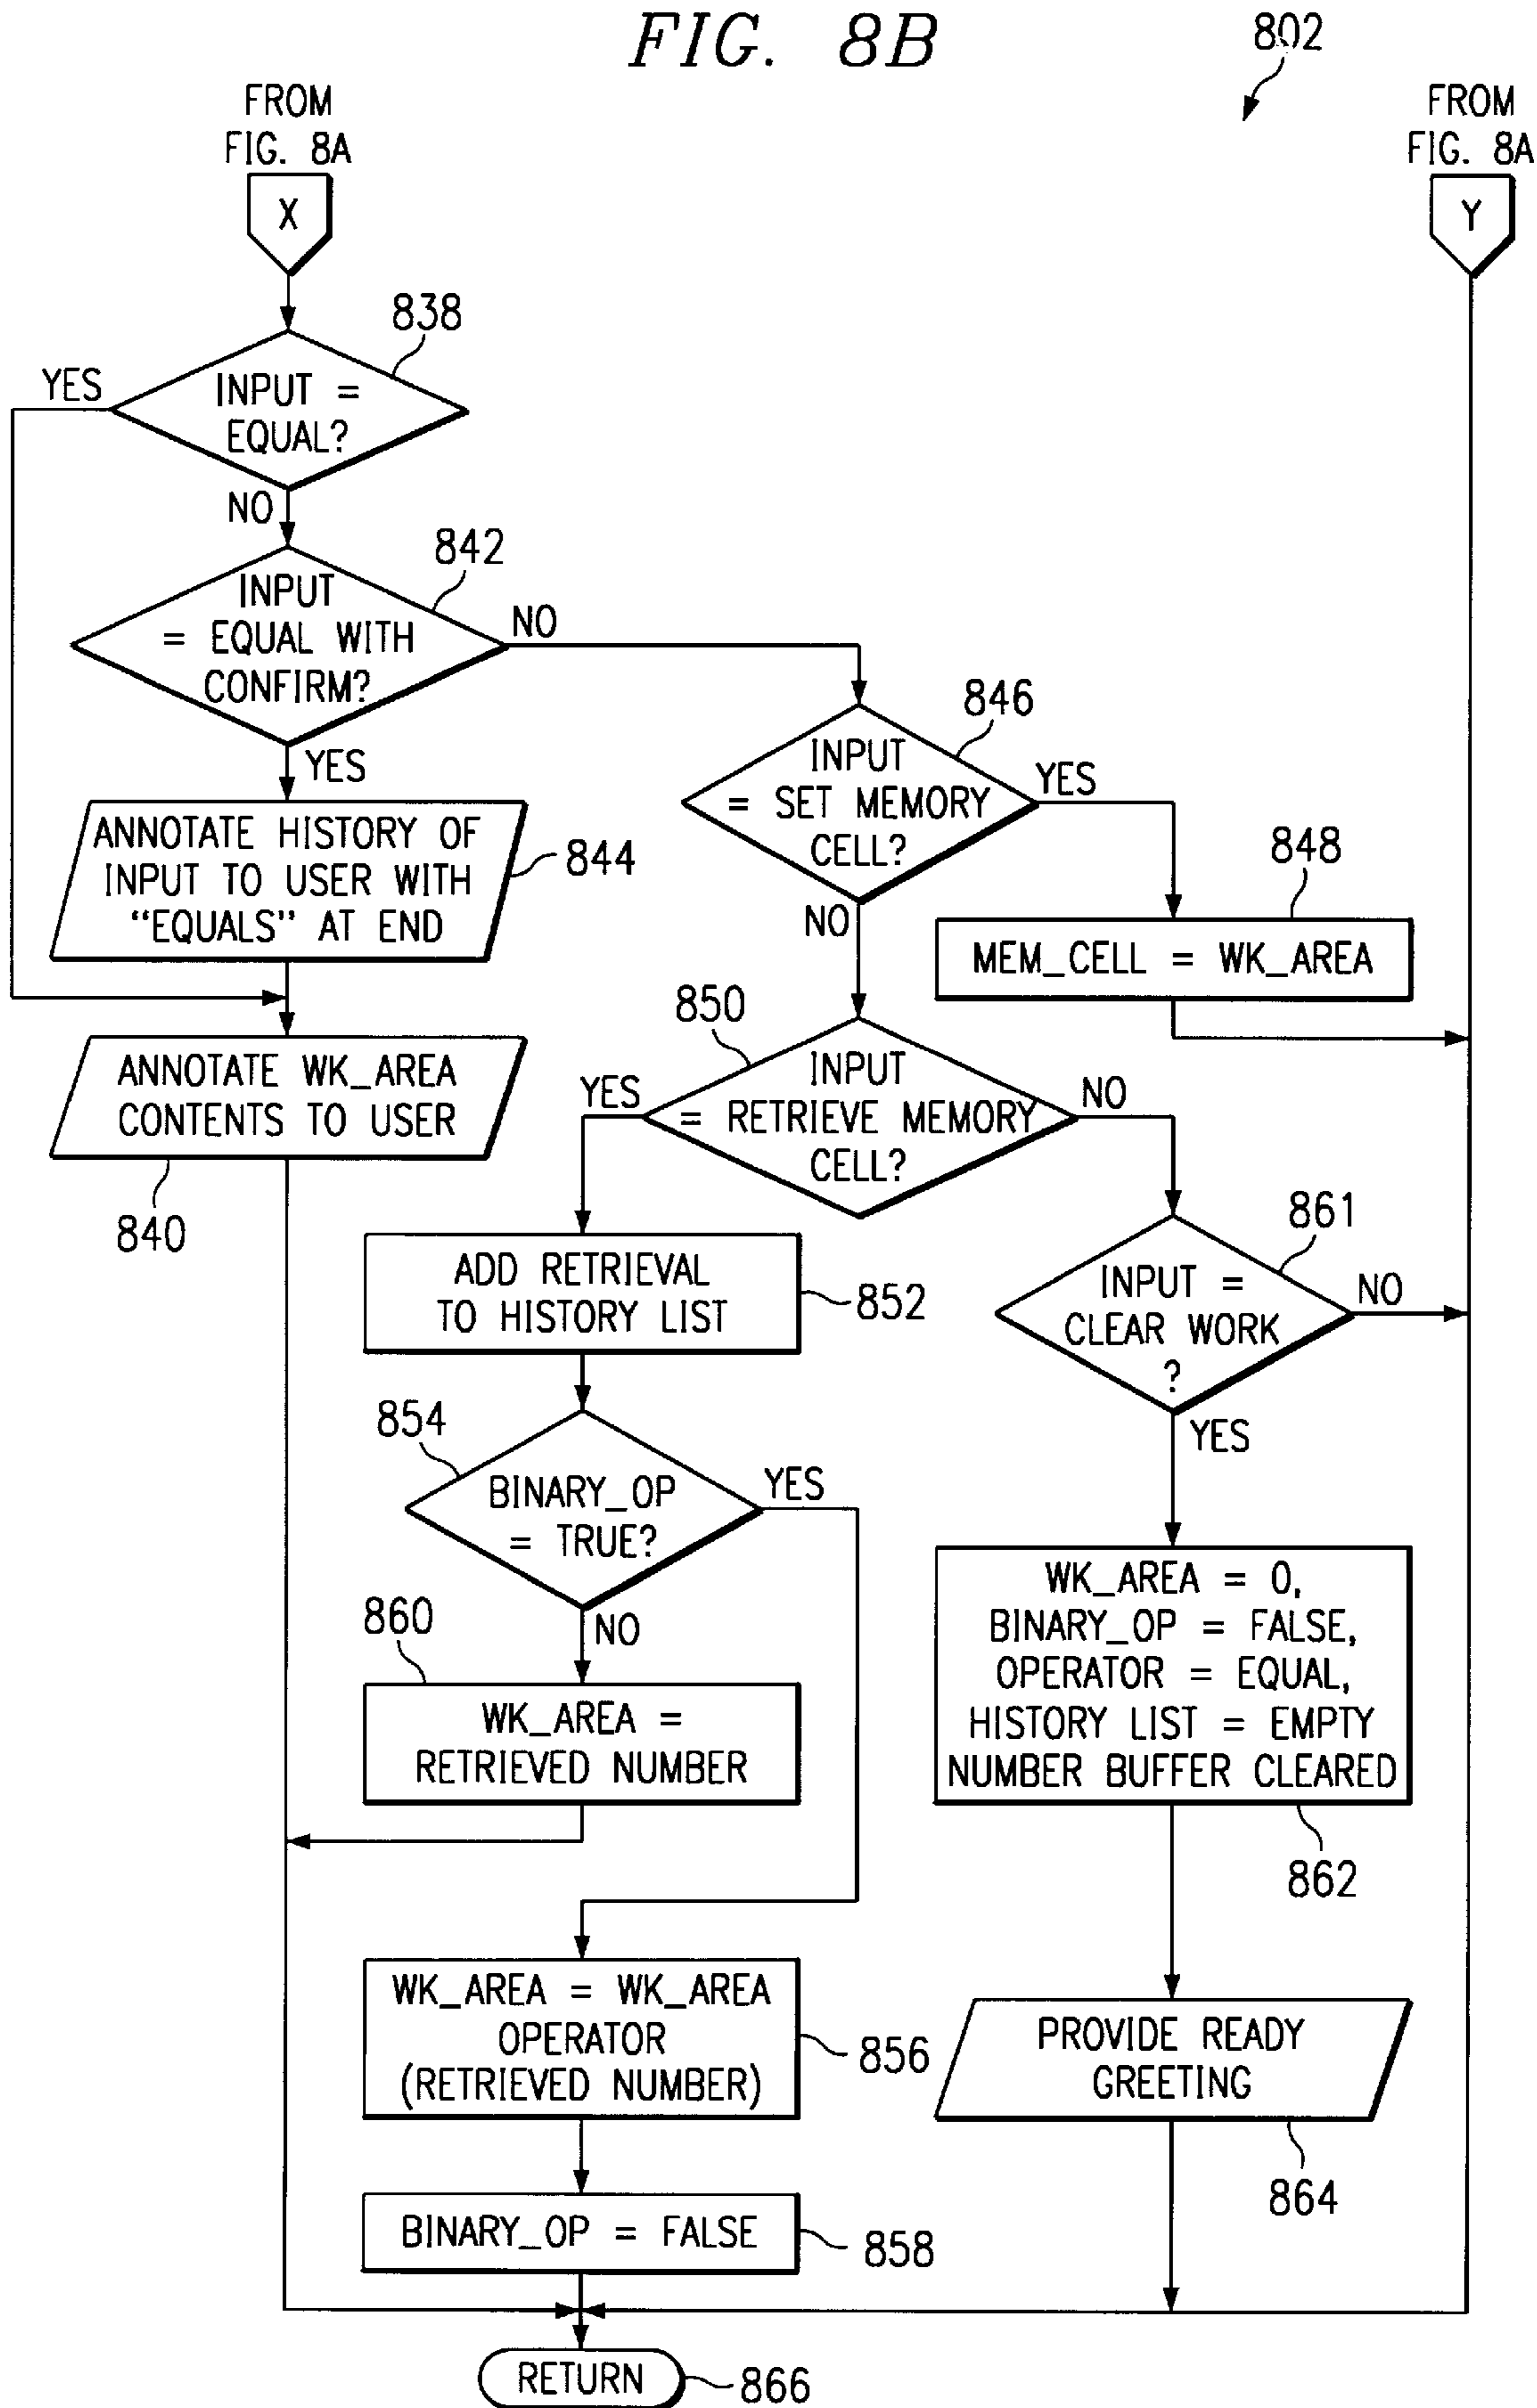 FIG. 8B
802
FROM
FIG. 8A
X
FROM
FIG. 8A
Y
838
YES
INPUT =
EQUAL?
NO
842
INPUT
= EQUAL WITH
CONFIRM?
NO
YES
846
INPUT
= SET MEMORY
CELL?
YES
NO
ANNOTATE HISTORY OF
INPUT TO USER WITH
“EQUALS” AT END
844
848
MEM_CELL = WK_AREA
850
INPUT
= RETRIEVE MEMORY
CELL?
YES
NO
ANNOTATE WK_AREA
CONTENTS TO USER
840
861
INPUT =
CLEAR WORK
?
NO
YES
ADD RETRIEVAL
TO HISTORY LIST
852
854
BINARY_OP
= TRUE?
YES
NO
860
WK_AREA =
RETRIEVED NUMBER
WK_AREA = 0,
BINARY_OP = FALSE,
OPERATOR = EQUAL,
HISTORY LIST = EMPTY
NUMBER BUFFER CLEARED
862
WK_AREA = WK_AREA
OPERATOR
(RETRIEVED NUMBER)
856
PROVIDE READY
GREETING
864
BINARY_OP = FALSE
858
RETURN
866